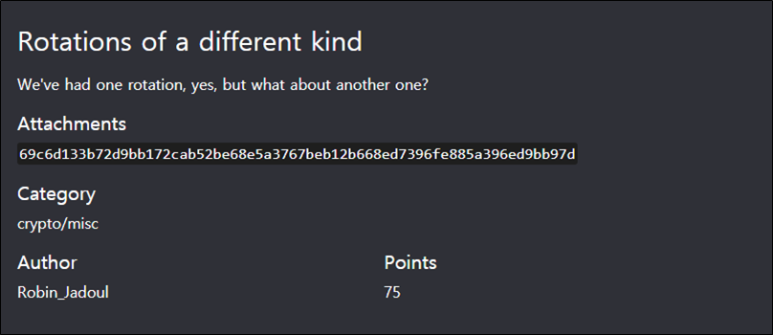 Rotations of a different kind
We've had one rotation, yes, but what about another one?
Attachments
69c6d133b72d9bb172cab52be68e5a3767beb12b668ed7396fe885a396ed9bb97d
Category
crypto/misc
Author Points
Robin_Jadoul 75